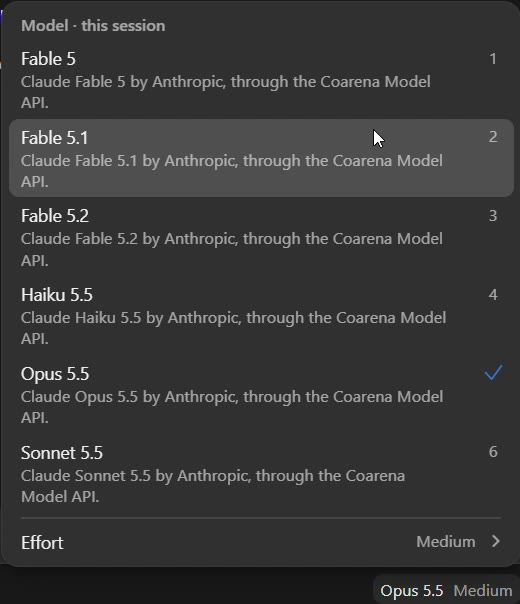 Model · this session
Fable 5
1
Claude Fable 5 by Anthropic, through the Coarena Model
API.
Fable 5.1
2
Claude Fable 5.1 by Anthropic, through the Coarena Model
API.
Fable 5.2
3
Claude Fable 5.2 by Anthropic, through the Coarena Model
API.
Haiku 5.5
4
Claude Haiku 5.5 by Anthropic, through the Coarena Model
API.
Opus 5.5
Claude Opus 5.5 by Anthropic, through the Coarena Model
API.
Sonnet 5.5
6
Claude Sonnet 5.5 by Anthropic, through the Coarena
Model API.
Effort
Medium
Opus 5.5 Medium